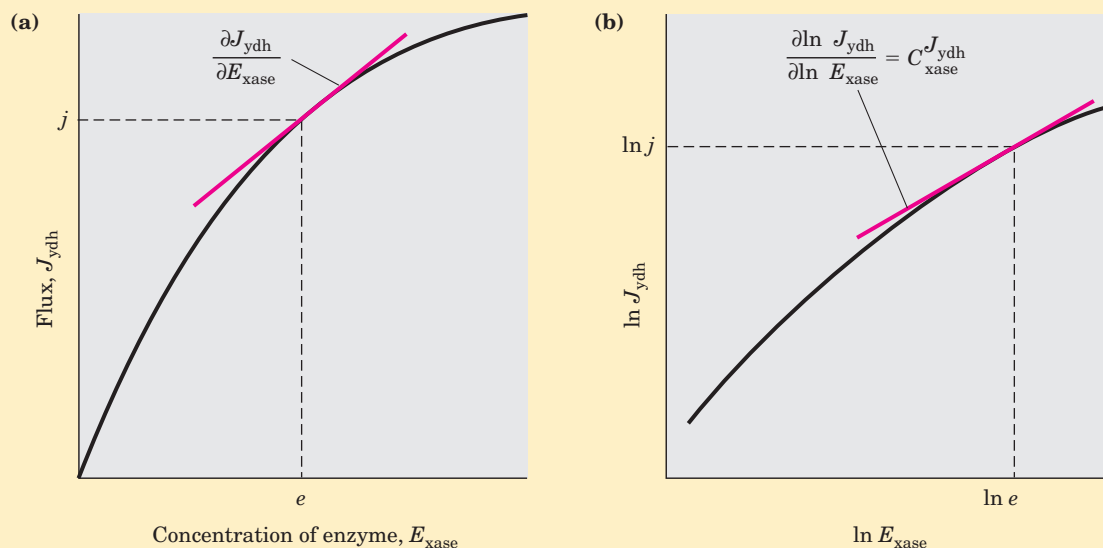 (a)
∂J_ydh
∂E_xase
j
Flux, J_ydh
e
Concentration of enzyme, E_xase
(b)
∂ln J_ydh
∂ln E_xase
= C^J_ydh_xase
ln j
ln J_ydh
ln e
ln E_xase